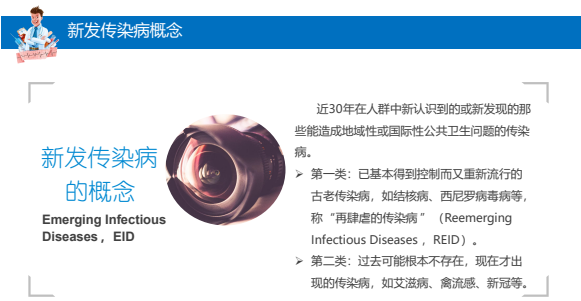 新发传染病概念
新发传染病
的概念
Emerging Infectious
Diseases，EID
近30年在人群中新认识到的或新发现的那
些能造成地域性或国际性公共卫生问题的传染
病。
➢ 第一类：已基本得到控制而又重新流行的
古老传染病，如结核病、西尼罗病毒病等，
称“再肆虐的传染病”（Reemerging
Infectious Diseases，REID）。
➢ 第二类：过去可能根本不存在，现在才出
现的传染病，如艾滋病、禽流感、新冠等。